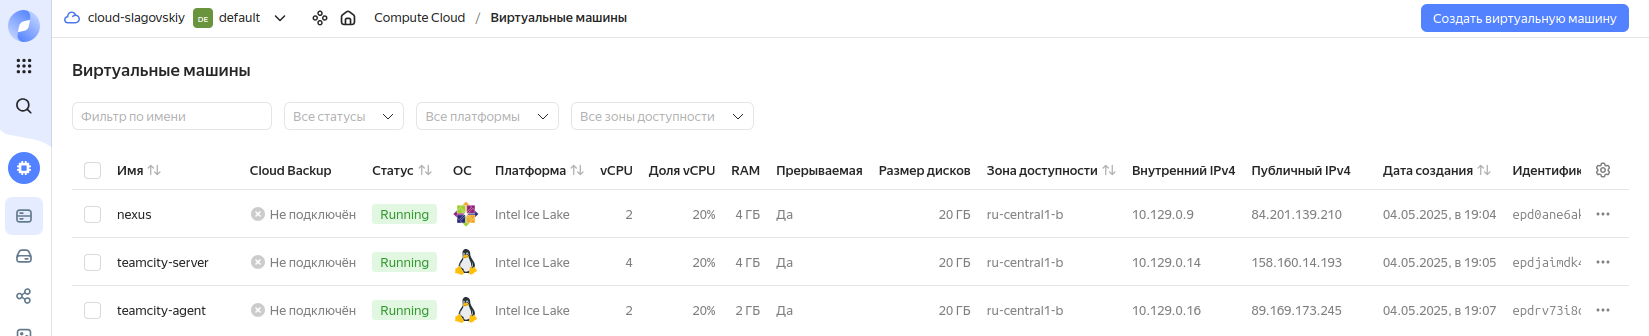 cloud-slagovskiy DE default Compute Cloud / Виртуальные машины Создать виртуальную машину
Виртуальные машины
Фильтр по имени Все статусы Все платформы Все зоны доступности
Имя Cloud Backup Статус ОС Платформа vCPU Доля vCPU RAM Прерываемая Размер дисков Зона доступности Внутренний IPv4 Публичный IPv4 Дата создания Идентифик
nexus Не подключён Running Intel Ice Lake 2 20% 4 ГБ Да 20 ГБ ru-central1-b 10.129.0.9 84.201.139.210 04.05.2025, в 19:04 epd0ane6ak
teamcity-server Не подключён Running Intel Ice Lake 4 20% 4 ГБ Да 20 ГБ ru-central1-b 10.129.0.14 158.160.14.193 04.05.2025, в 19:05 epdjaimdk4
teamcity-agent Не подключён Running Intel Ice Lake 2 20% 2 ГБ Да 20 ГБ ru-central1-b 10.129.0.16 89.169.173.245 04.05.2025, в 19:07 epdrv73i8